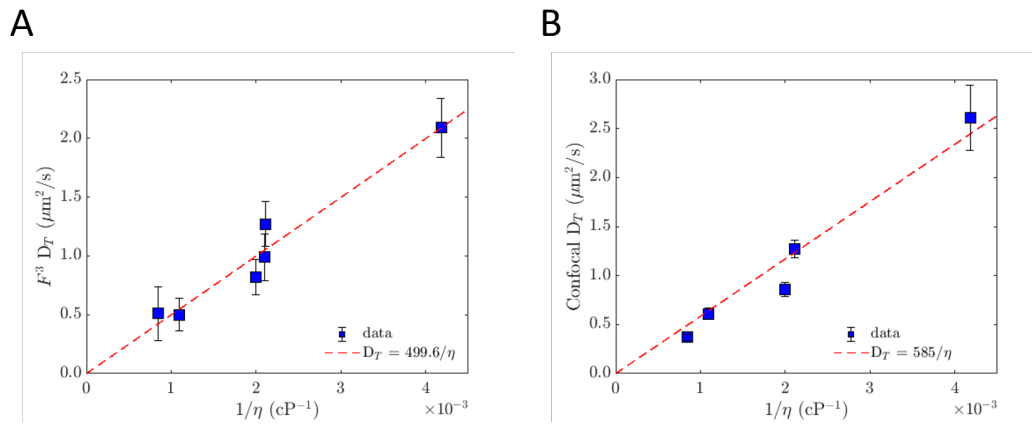 A
2.5
2.0
1.5
1.0
0.5
0.0
F³ D_T (μm²/s)
0
1
2
3
4
×10⁻³
1/η (cP⁻¹)
data
D_T = 499.6/η
B
3.0
2.5
2.0
1.5
1.0
0.5
0.0
Confocal D_T (μm²/s)
0
1
2
3
4
×10⁻³
1/η (cP⁻¹)
data
D_T = 585/η